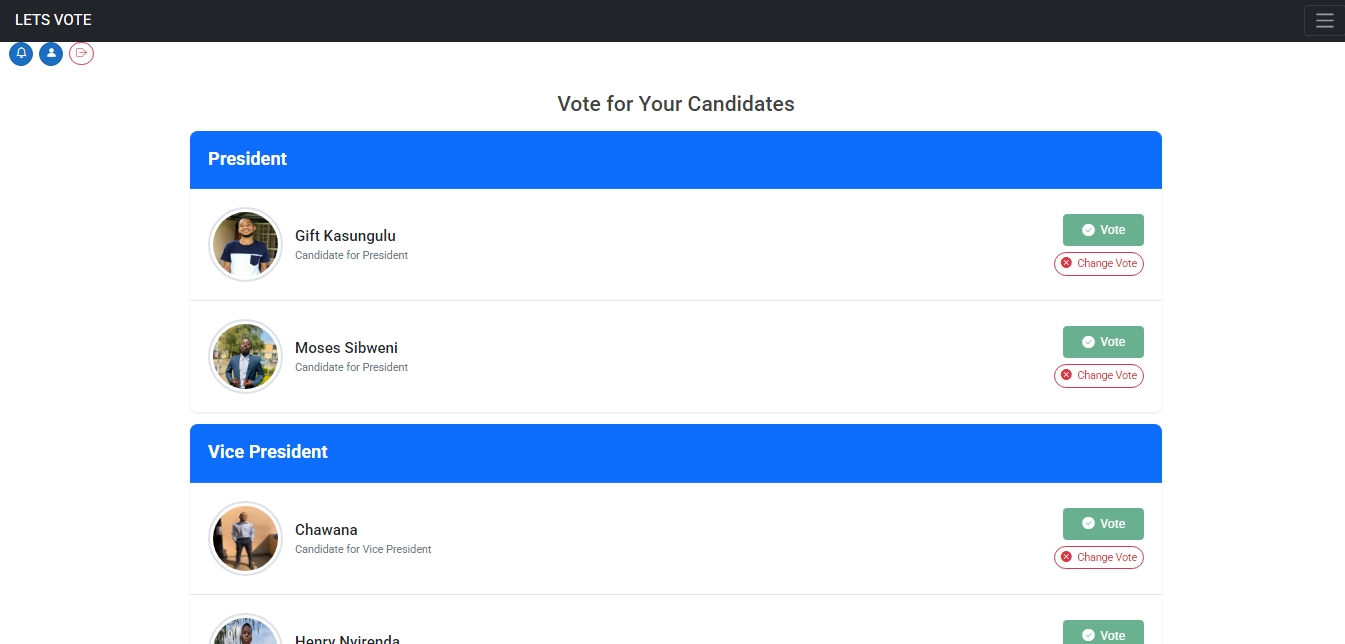 LETS VOTE
Vote for Your Candidates
President
Gift Kasungulu
Candidate for President
Vote
Change Vote
Moses Sibweni
Candidate for President
Vote
Change Vote
Vice President
Chawana
Candidate for Vice President
Vote
Change Vote
Henry Nyirenda
Vote